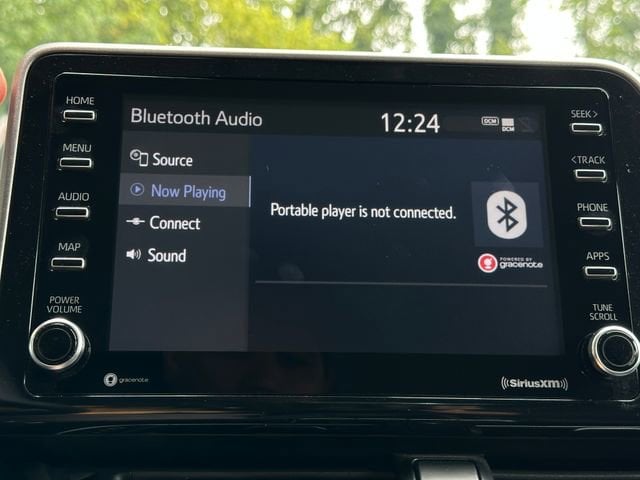 HOME
MENU
AUDIO
MAP
POWER
VOLUME
Bluetooth Audio
12:24
DCM
DCM
Source
Now Playing
Connect
Sound
Portable player is not connected.
POWERED BY
gracenote
SEEK >
< TRACK
PHONE
APPS
TUNE
SCROLL
gracenote
((SiriusXM))